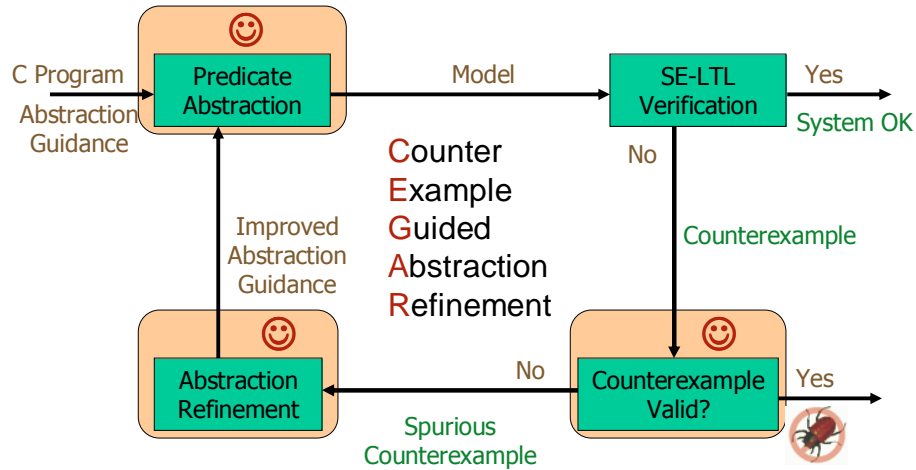 C Program
Abstraction
Guidance
Predicate
Abstraction
Model
SE-LTL
Verification
Yes
System OK
No
Counterexample
Counter
Example
Guided
Abstraction
Refinement
Improved
Abstraction
Guidance
Abstraction
Refinement
No
Spurious
Counterexample
Counterexample
Valid?
Yes